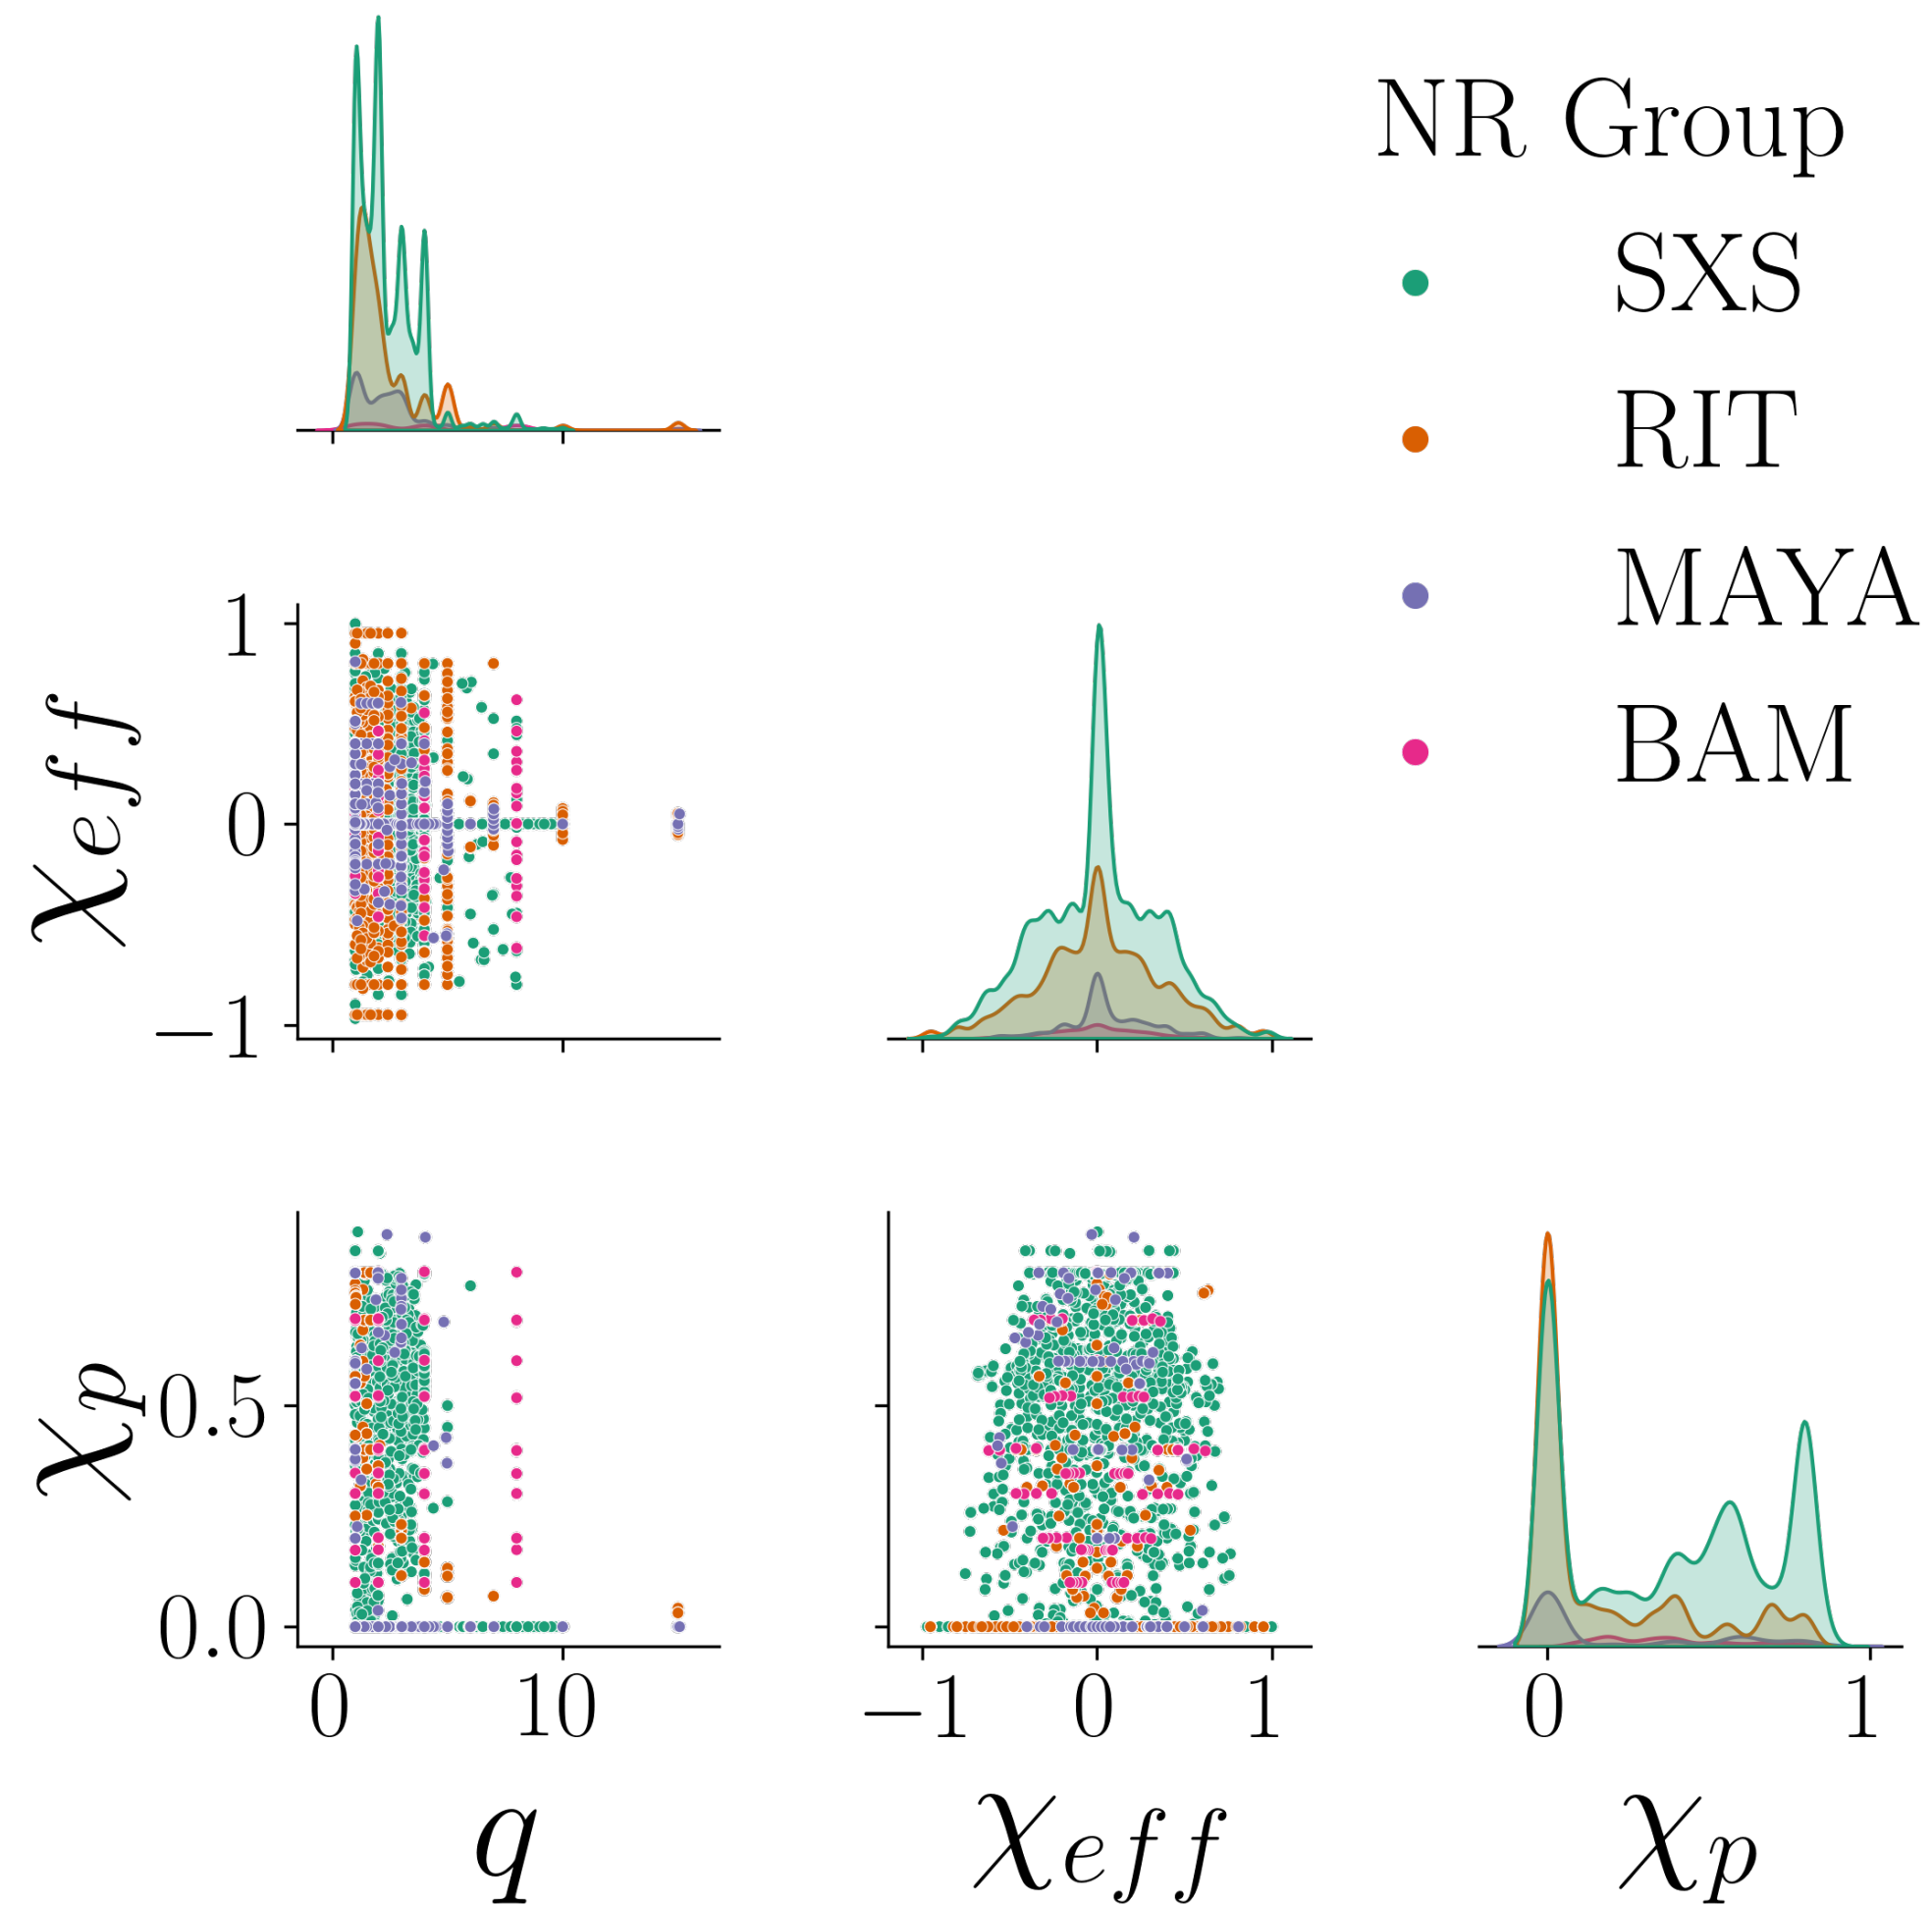 NR Group
SXS
RIT
MAYA
BAM
1
0
−1
χeff
0.5
0.0
χp
0 10
−1 0 1
0 1
q
χeff
χp